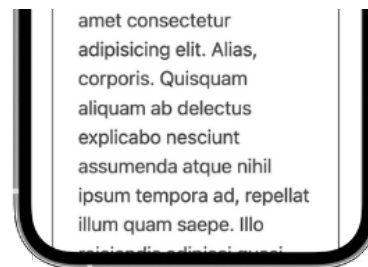 amet consectetur
adipisicing elit. Alias,
corporis. Quisquam
aliquam ab delectus
explicabo nesciunt
assumenda atque nihil
ipsum tempora ad, repellat
illum quam saepe. Illo